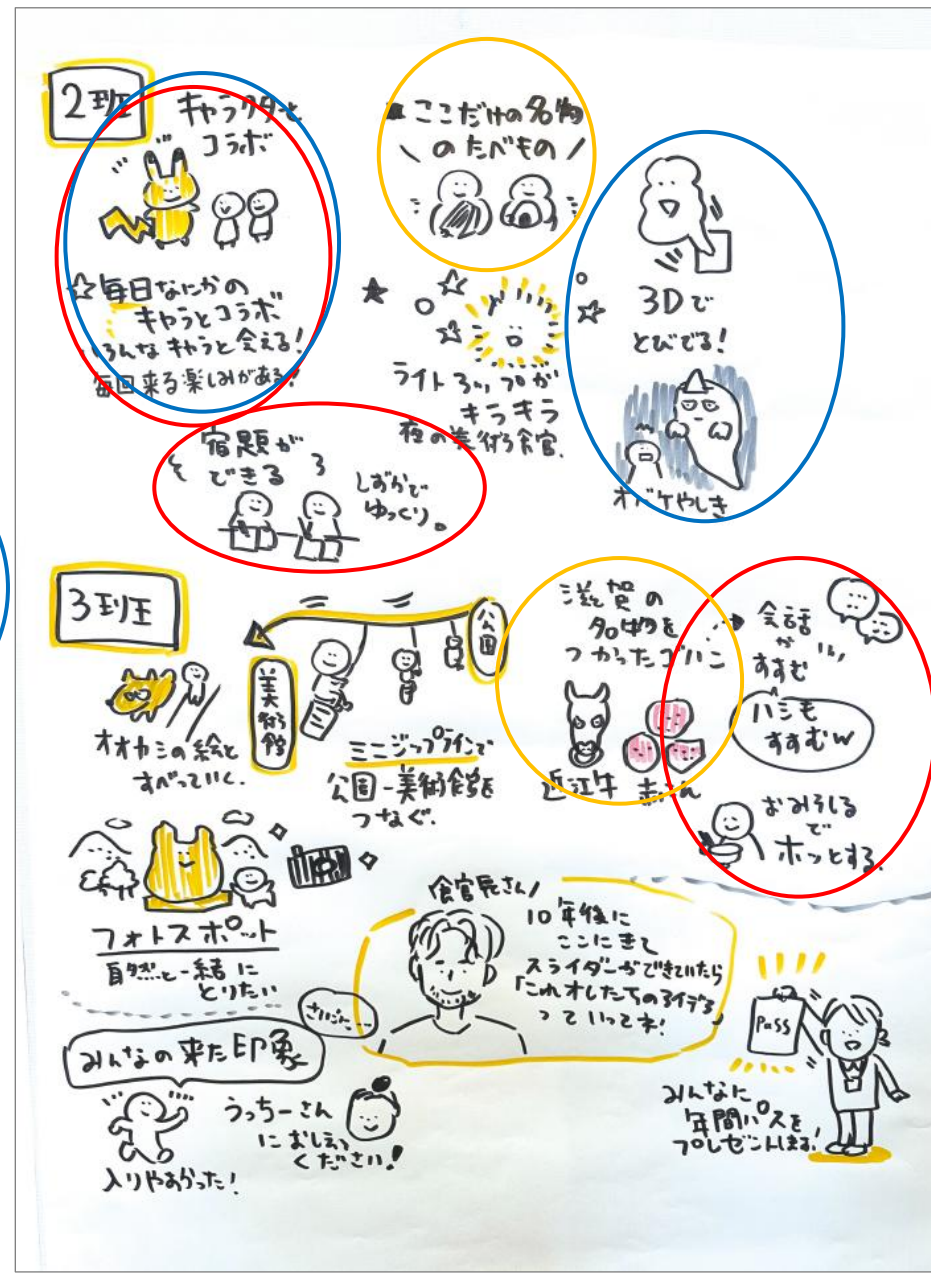 2班
キャラクターと
コラボ
☆毎日なにかの
キャラとコラボ
いろんなキャラと会える!
毎回来る楽しみがある!
ここだけの名物
\ のたべもの /
3Dで
とびでる!
オバケやしき
ライトアップが
キラキラ
夜の美術館.
宿題が
できる
しずかで
ゆっくり。
3班
オオカミの絵と
すべっていく.
美術館
公園
ミニジップラインで
公園-美術館を
つなぐ.
滋賀の
名物を
つかったゴハン
近江牛
会話
が
すすむ
ハシも
すすむw
おみそしる
で
ホッとする.
フォトスポット
自然と一緒に
とりたい
さいごに...
館長さん/
10年後に
ここにきて
スライダーができていたら
「これオレたちのアイデア」
っていってネ!
みんなの来た印象
入りやすかった!
うっちーさん
におしえて
ください!
Pass
みんなに
年間パスを
プレゼントします!